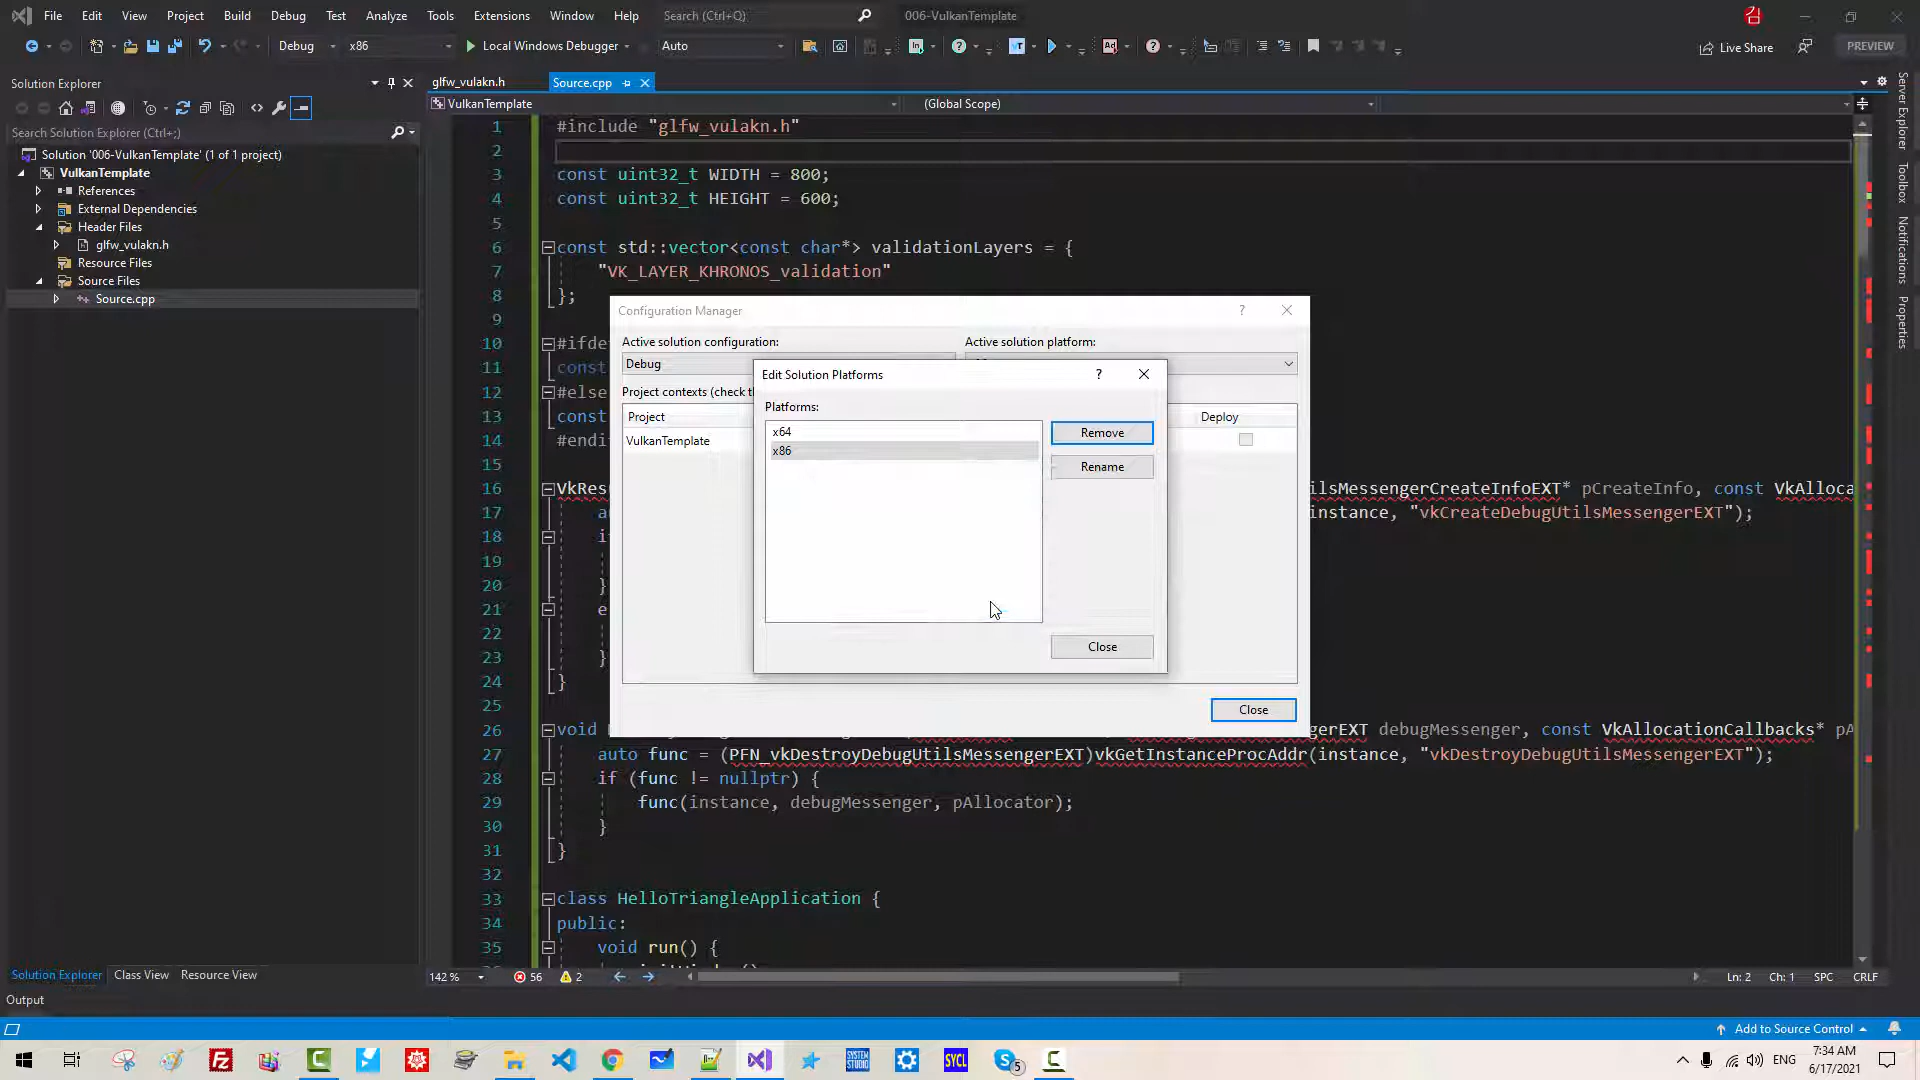 File Edit View Project Build Debug Test Analyze Tools Extensions Window Help Search (Ctrl+Q) 006-VulkanTemplate
Debug x86 Local Windows Debugger Auto Live Share PREVIEW
Solution Explorer
Search Solution Explorer (Ctrl+;)
Solution '006-VulkanTemplate' (1 of 1 project)
VulkanTemplate
References
External Dependencies
Header Files
glfw_vulakn.h
Resource Files
Source Files
Source.cpp
glfw_vulakn.h Source.cpp
VulkanTemplate (Global Scope)
1 #include "glfw_vulakn.h"
2
3 const uint32_t WIDTH = 800;
4 const uint32_t HEIGHT = 600;
5
6 const std::vector<const char*> validationLayers = {
7 "VK_LAYER_KHRONOS_validation"
8 };
9
10 #ifde
11 const
12 #else
13 const
14 #endi
15
16 VkRes ilsMessengerCreateInfoEXT* pCreateInfo, const VkAlloca
17 a instance, "vkCreateDebugUtilsMessengerEXT");
18 i
19
20 }
21 e
22
23 }
24 }
25
26 void gerEXT debugMessenger, const VkAllocationCallbacks* pA
27 auto func = (PFN_vkDestroyDebugUtilsMessengerEXT)vkGetInstanceProcAddr(instance, "vkDestroyDebugUtilsMessengerEXT");
28 if (func != nullptr) {
29 func(instance, debugMessenger, pAllocator);
30 }
31 }
32
33 class HelloTriangleApplication {
34 public:
35 void run() {
Configuration Manager
Active solution configuration: Active solution platform:
Debug
Project contexts (check t
Project Deploy
VulkanTemplate
Close
Edit Solution Platforms
Platforms:
x64
x86
Remove
Rename
Close
Server Explorer
Toolbox
Notifications
Properties
Solution Explorer Class View Resource View
142 % 56 2 Ln: 2 Ch: 1 SPC CRLF
Output
Add to Source Control
SYSTEM STUDIO
SYCL
5
ENG
7:34 AM
6/17/2021